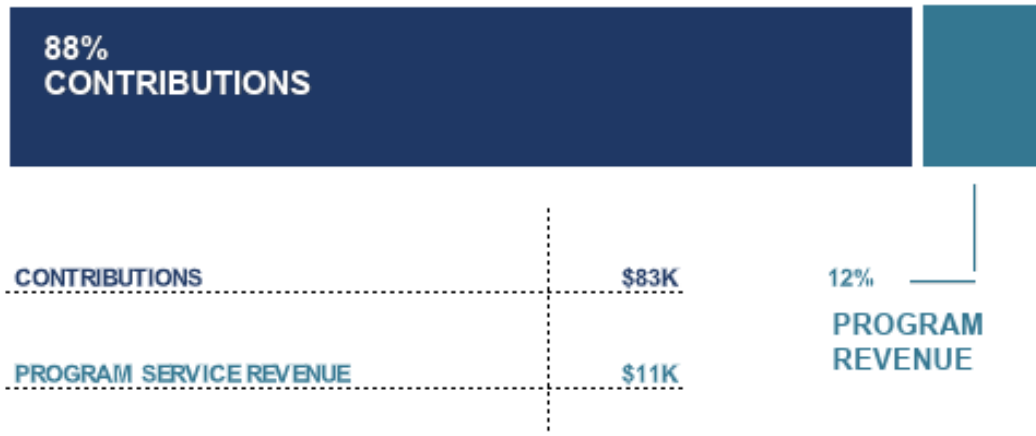 88%
CONTRIBUTIONS
CONTRIBUTIONS $83K 12%
PROGRAM
REVENUE
PROGRAM SERVICE REVENUE $11K